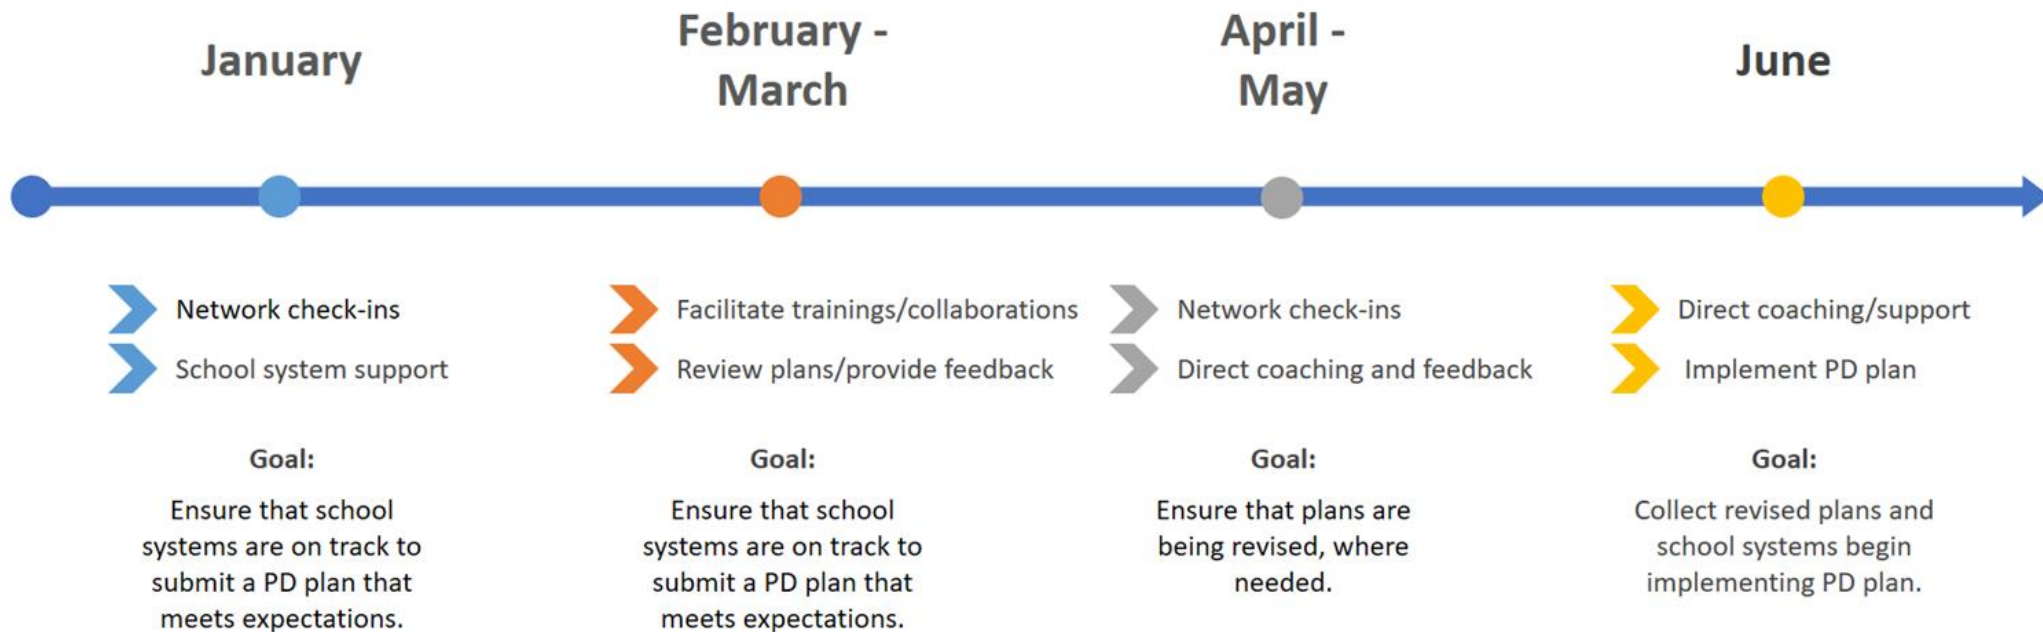 January
February -
March
April -
May
June
Network check-ins
School system support
Facilitate trainings/collaborations
Review plans/provide feedback
Network check-ins
Direct coaching and feedback
Direct coaching/support
Implement PD plan
Goal:
Ensure that school
systems are on track to
submit a PD plan that
meets expectations.
Goal:
Ensure that school
systems are on track to
submit a PD plan that
meets expectations.
Goal:
Ensure that plans are
being revised, where
needed.
Goal:
Collect revised plans and
school systems begin
implementing PD plan.